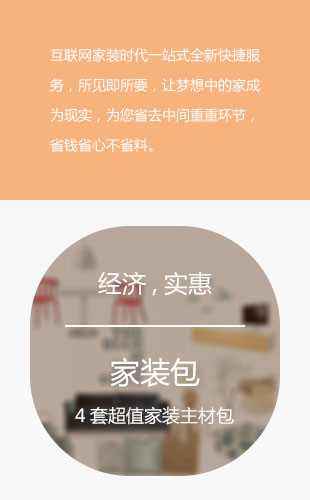 互联网家装时代一站式全新快捷服
务，所见即所要，让梦想中的家成
为现实，为您省去中间重重环节，
省钱省心不省料。
经济 , 实惠
家装包
4 套超值家装主材包